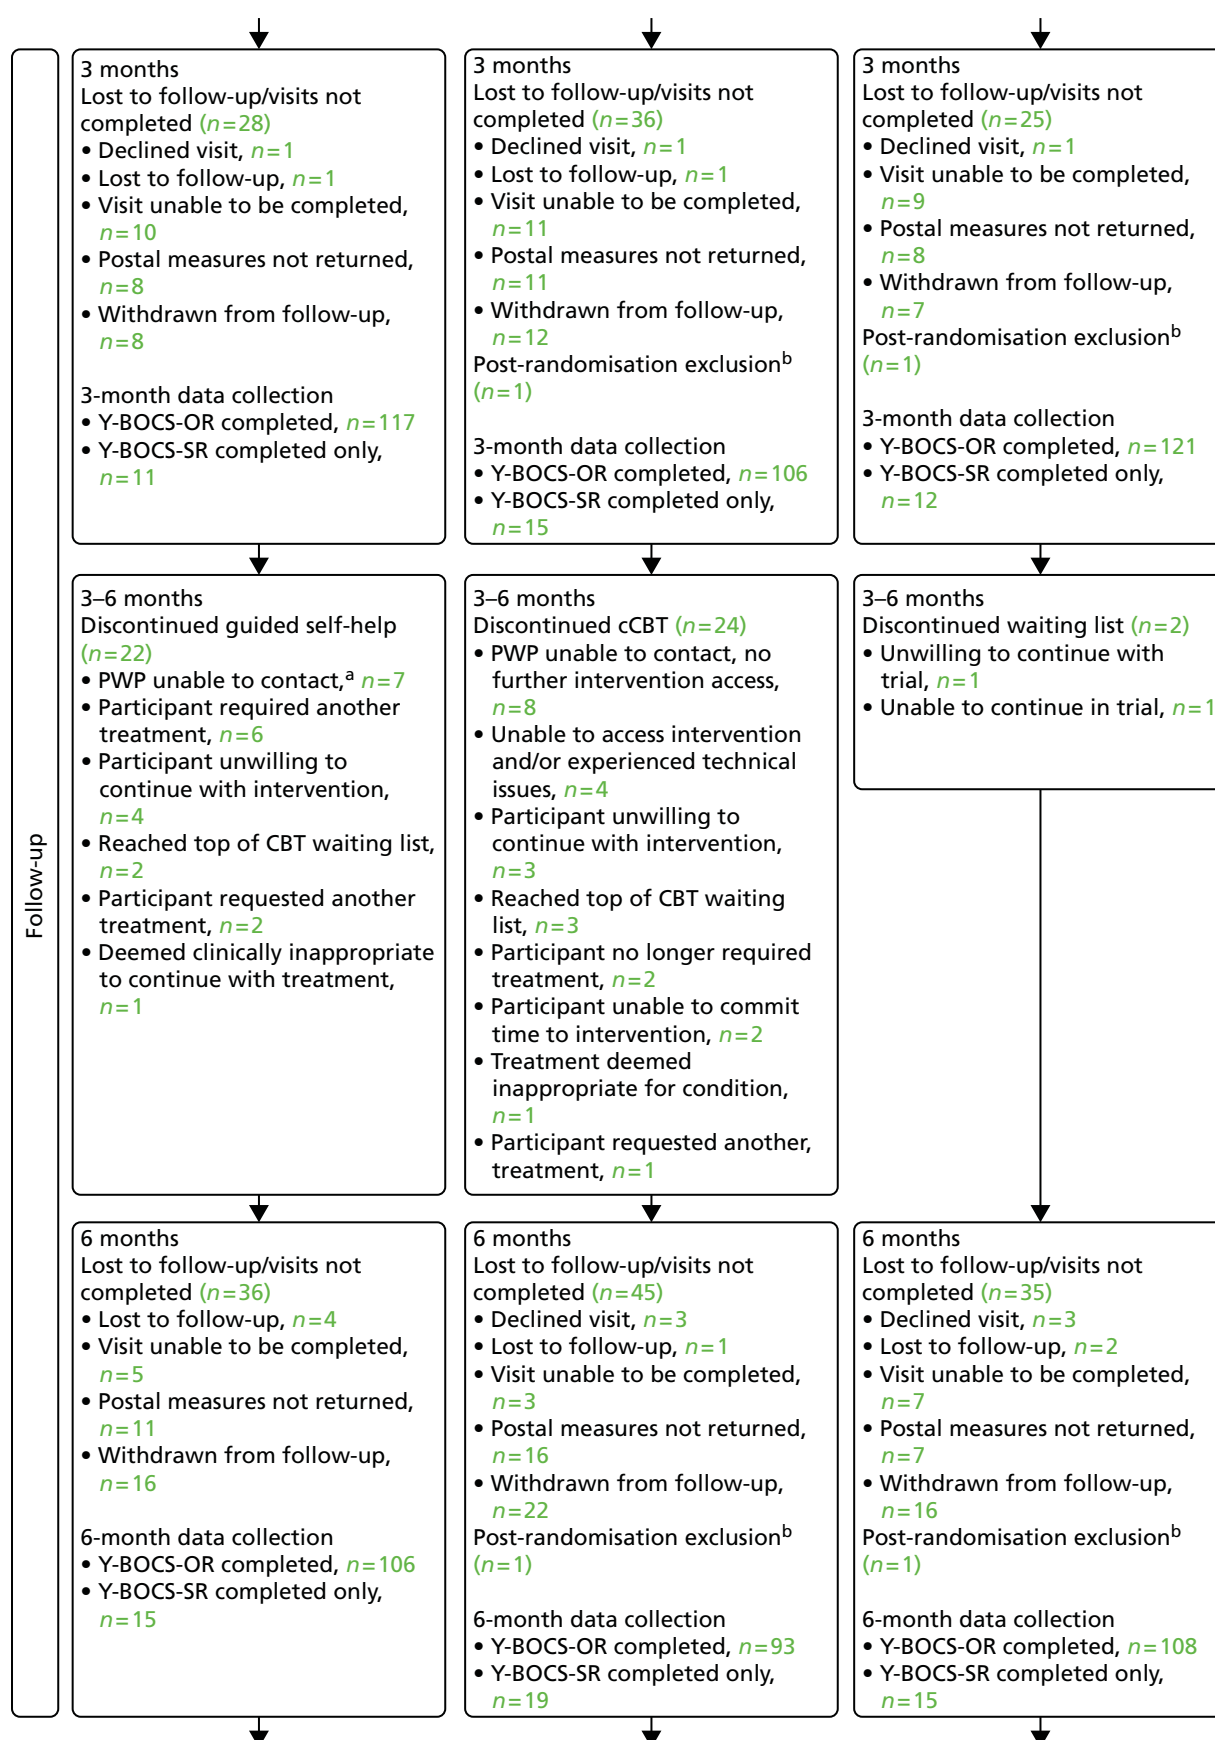 Follow-up
3 months
Lost to follow-up/visits not
completed (n=28)
• Declined visit, n=1
• Lost to follow-up, n=1
• Visit unable to be completed,
n=10
• Postal measures not returned,
n=8
• Withdrawn from follow-up,
n=8
3-month data collection
• Y-BOCS-OR completed, n=117
• Y-BOCS-SR completed only,
n=11
3 months
Lost to follow-up/visits not
completed (n=36)
• Declined visit, n=1
• Lost to follow-up, n=1
• Visit unable to be completed,
n=11
• Postal measures not returned,
n=11
• Withdrawn from follow-up,
n=12
Post-randomisation exclusionb
(n=1)
3-month data collection
• Y-BOCS-OR completed, n=106
• Y-BOCS-SR completed only,
n=15
3 months
Lost to follow-up/visits not
completed (n=25)
• Declined visit, n=1
• Visit unable to be completed,
n=9
• Postal measures not returned,
n=8
• Withdrawn from follow-up,
n=7
Post-randomisation exclusionb
(n=1)
3-month data collection
• Y-BOCS-OR completed, n=121
• Y-BOCS-SR completed only,
n=12
3–6 months
Discontinued guided self-help
(n=22)
• PWP unable to contact,a n=7
• Participant required another
treatment, n=6
• Participant unwilling to
continue with intervention,
n=4
• Reached top of CBT waiting list,
n=2
• Participant requested another
treatment, n=2
• Deemed clinically inappropriate
to continue with treatment,
n=1
3–6 months
Discontinued cCBT (n=24)
• PWP unable to contact, no
further intervention access,
n=8
• Unable to access intervention
and/or experienced technical
issues, n=4
• Participant unwilling to
continue with intervention,
n=3
• Reached top of CBT waiting
list, n=3
• Participant no longer required
treatment, n=2
• Participant unable to commit
time to intervention, n=2
• Treatment deemed
inappropriate for condition,
n=1
• Participant requested another,
treatment, n=1
3–6 months
Discontinued waiting list (n=2)
• Unwilling to continue with
trial, n=1
• Unable to continue in trial, n=1
6 months
Lost to follow-up/visits not
completed (n=36)
• Lost to follow-up, n=4
• Visit unable to be completed,
n=5
• Postal measures not returned,
n=11
• Withdrawn from follow-up,
n=16
6-month data collection
• Y-BOCS-OR completed, n=106
• Y-BOCS-SR completed only,
n=15
6 months
Lost to follow-up/visits not
completed (n=45)
• Declined visit, n=3
• Lost to follow-up, n=1
• Visit unable to be completed,
n=3
• Postal measures not returned,
n=16
• Withdrawn from follow-up,
n=22
Post-randomisation exclusionb
(n=1)
6-month data collection
• Y-BOCS-OR completed, n=93
• Y-BOCS-SR completed only,
n=19
6 months
Lost to follow-up/visits not
completed (n=35)
• Declined visit, n=3
• Lost to follow-up, n=2
• Visit unable to be completed,
n=7
• Postal measures not returned,
n=7
• Withdrawn from follow-up,
n=16
Post-randomisation exclusionb
(n=1)
6-month data collection
• Y-BOCS-OR completed, n=108
• Y-BOCS-SR completed only,
n=15